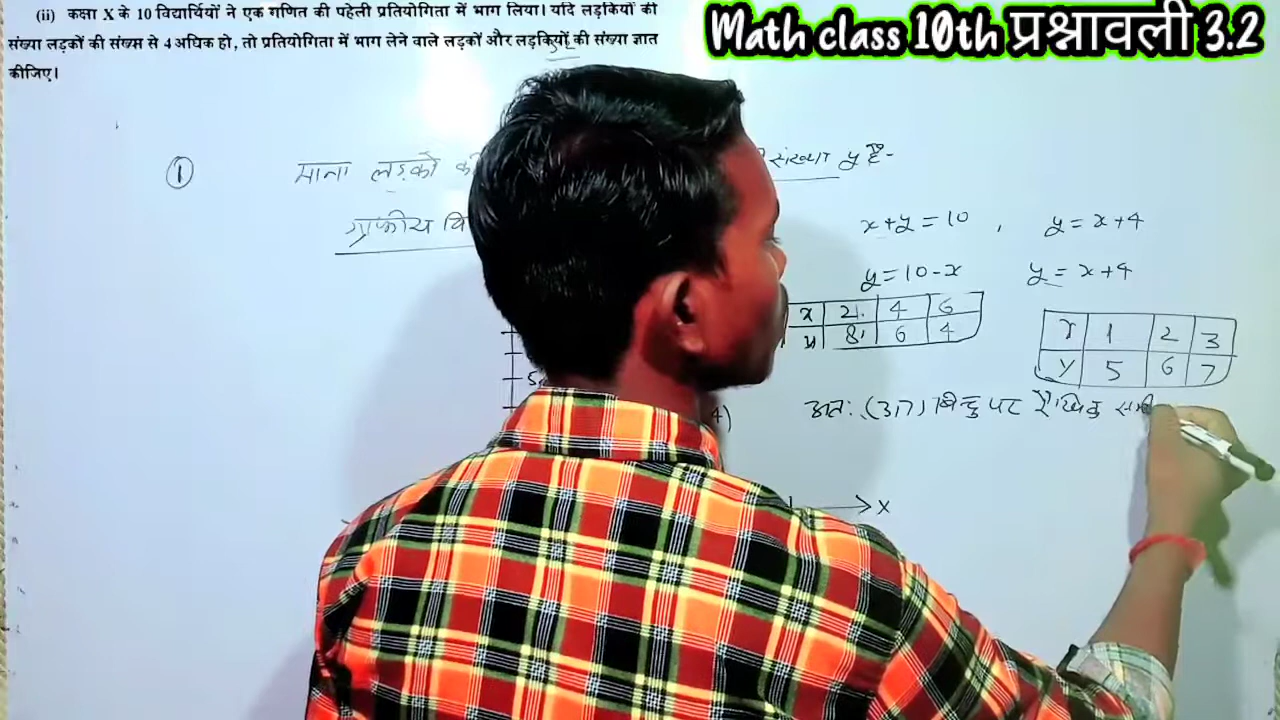 (ii) कक्षा X के 10 विद्यार्थियों ने एक गणित की पहेली प्रतियोगिता में भाग लिया। यदि लड़कियों की
संख्या लड़कों की संख्या से 4 अधिक हो, तो प्रतियोगिता में भाग लेने वाले लड़कों और लड़कियों की संख्या ज्ञात
कीजिए।
Math class 10th प्रश्नावली 3.2
① माना लड़को संख्या y है-
ग्राफीय
x+y=10 , y=x+4
y=10-x y=x+4
x 2 4 6
y 8 6 4
x 1 2 3
y 5 6 7
5
4)
अतः (3,7) बिन्दु पर रैखिक
X